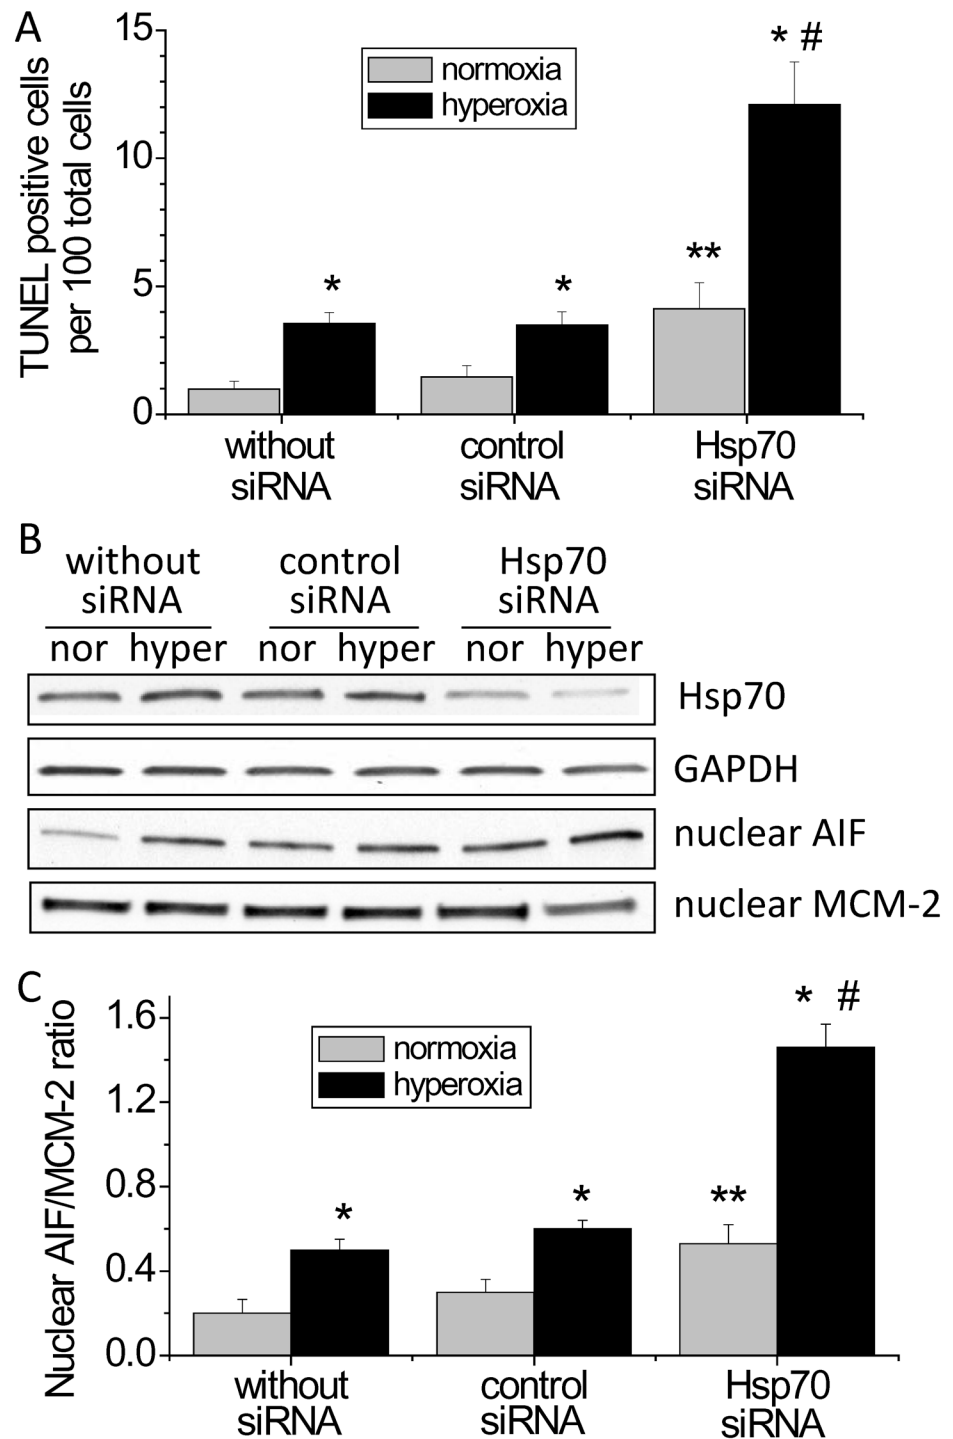 A
TUNEL positive cells
per 100 total cells
15
10
5
0
normoxia
hyperoxia
*
*
**
* #
without
siRNA
control
siRNA
Hsp70
siRNA
B
without
siRNA
control
siRNA
Hsp70
siRNA
nor hyper nor hyper nor hyper
Hsp70
GAPDH
nuclear AIF
nuclear MCM-2
C
Nuclear AIF/MCM-2 ratio
1.6
1.2
0.8
0.4
0.0
normoxia
hyperoxia
*
*
**
* #
without
siRNA
control
siRNA
Hsp70
siRNA